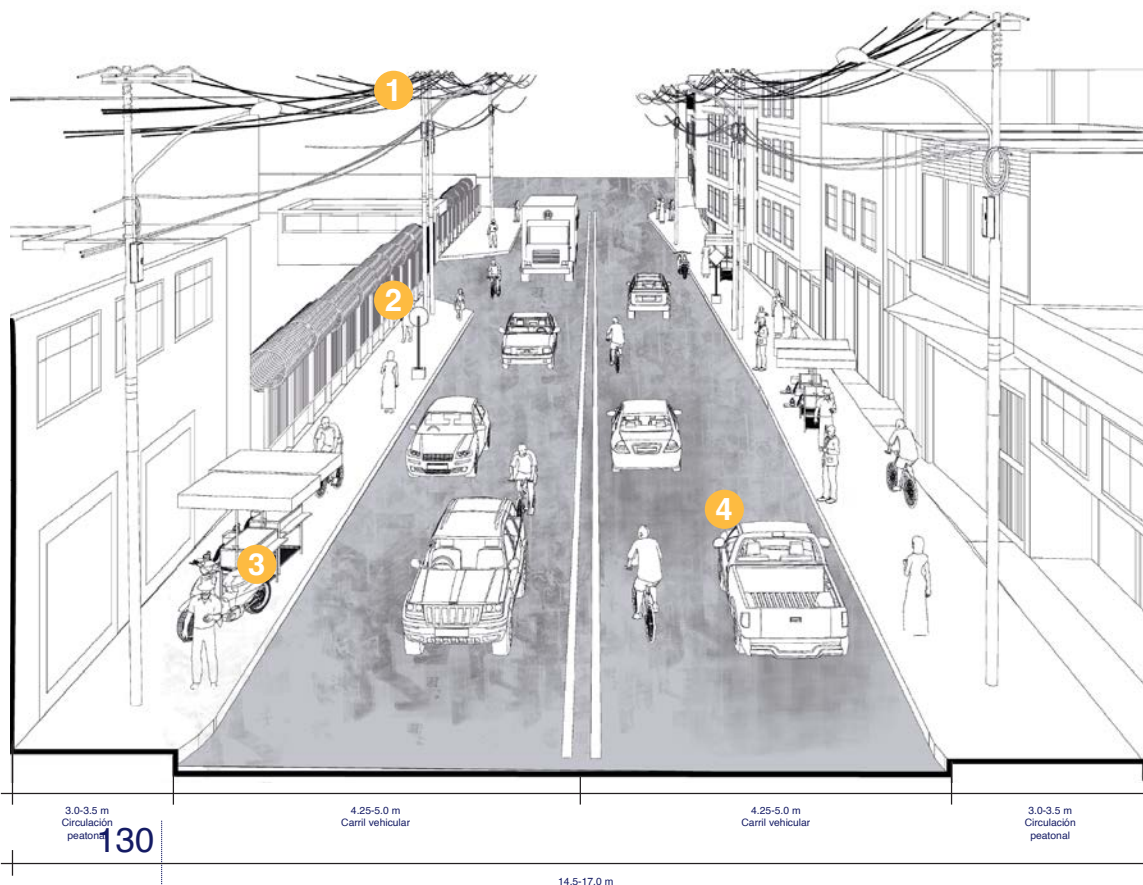 1
2
3
4
3.0-3.5 m
Circulación
peatonal
4.25-5.0 m
Carril vehicular
4.25-5.0 m
Carril vehicular
3.0-3.5 m
Circulación
peatonal
130
14.5-17.0 m